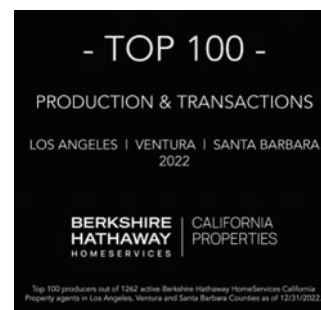 - TOP 100 -
PRODUCTION & TRANSACTIONS
LOS ANGELES | VENTURA | SANTA BARBARA
2022
BERKSHIRE
HATHAWAY
HOMESERVICES
CALIFORNIA
PROPERTIES
Top 100 producers out of 1262 active Berkshire Hathaway HomeServices California
Property agents in Los Angeles, Ventura and Santa Barbara Counties as of 12/31/2022.